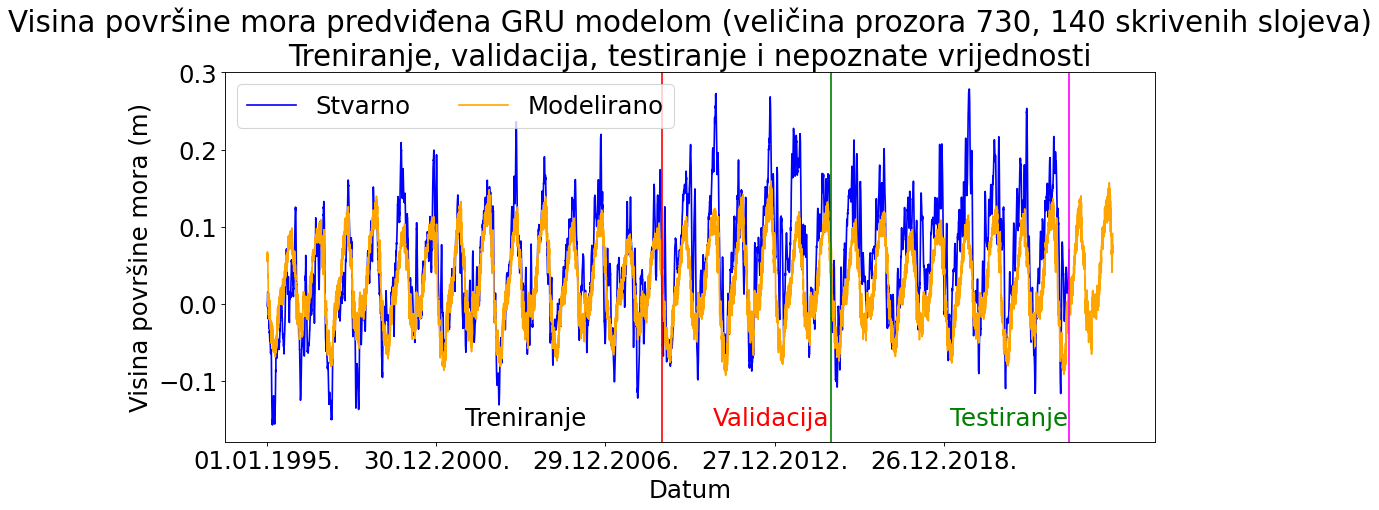 Visina površine mora predviđena GRU modelom (veličina prozora 730, 140 skrivenih slojeva)
Treniranje, validacija, testiranje i nepoznate vrijednosti
Stvarno
Modelirano
Visina površine mora (m)
0.3
0.2
0.1
0.0
−0.1
Treniranje
Validacija
Testiranje
01.01.1995.
30.12.2000.
29.12.2006.
27.12.2012.
26.12.2018.
Datum